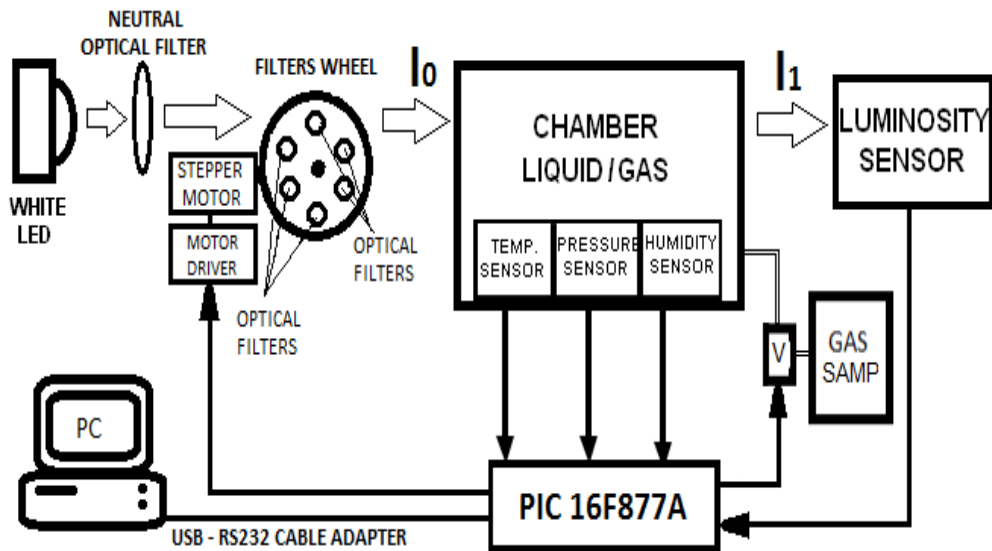 NEUTRAL
OPTICAL FILTER
FILTERS WHEEL
I0
I1
WHITE
LED
STEPPER
MOTOR
MOTOR
DRIVER
OPTICAL
FILTERS
OPTICAL
FILTERS
CHAMBER
LIQUID / GAS
TEMP.
SENSOR
PRESSURE
SENSOR
HUMIDITY
SENSOR
LUMINOSITY
SENSOR
V
GAS
SAMP
PC
PIC 16F877A
USB - RS232 CABLE ADAPTER